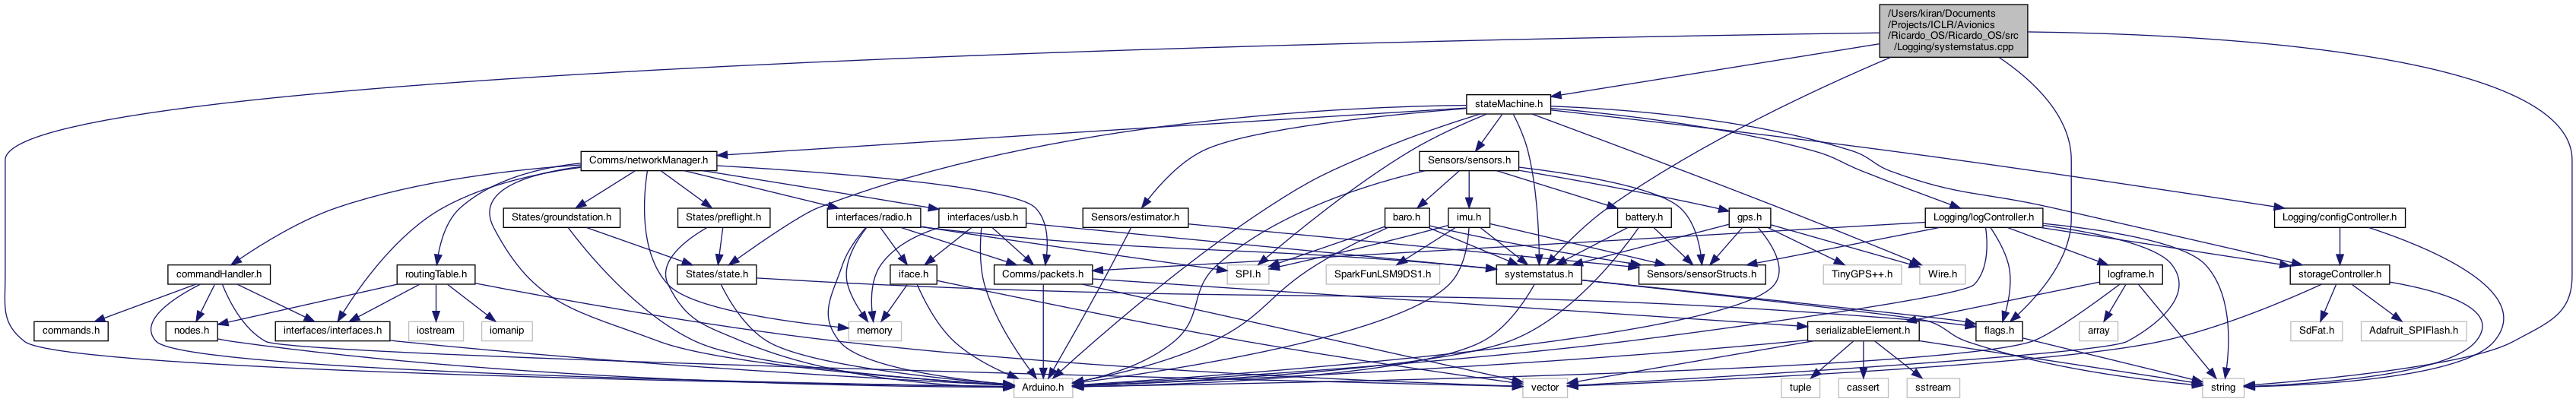 /Users/kiran/Documents
/Projects/ICLR/Avionics
/Ricardo_OS/Ricardo_OS/src
/Logging/systemstatus.cpp
stateMachine.h
Comms/networkManager.h
Sensors/sensors.h
States/groundstation.h
States/preflight.h
interfaces/radio.h
interfaces/usb.h
Sensors/estimator.h
baro.h
imu.h
battery.h
gps.h
Logging/logController.h
Logging/configController.h
commandHandler.h
routingTable.h
States/state.h
iface.h
Comms/packets.h
SPI.h
SparkFunLSM9DS1.h
systemstatus.h
Sensors/sensorStructs.h
TinyGPS++.h
Wire.h
logframe.h
storageController.h
commands.h
nodes.h
interfaces/interfaces.h
iostream
iomanip
memory
serializableElement.h
flags.h
array
SdFat.h
Adafruit_SPIFlash.h
Arduino.h
vector
tuple
cassert
sstream
string